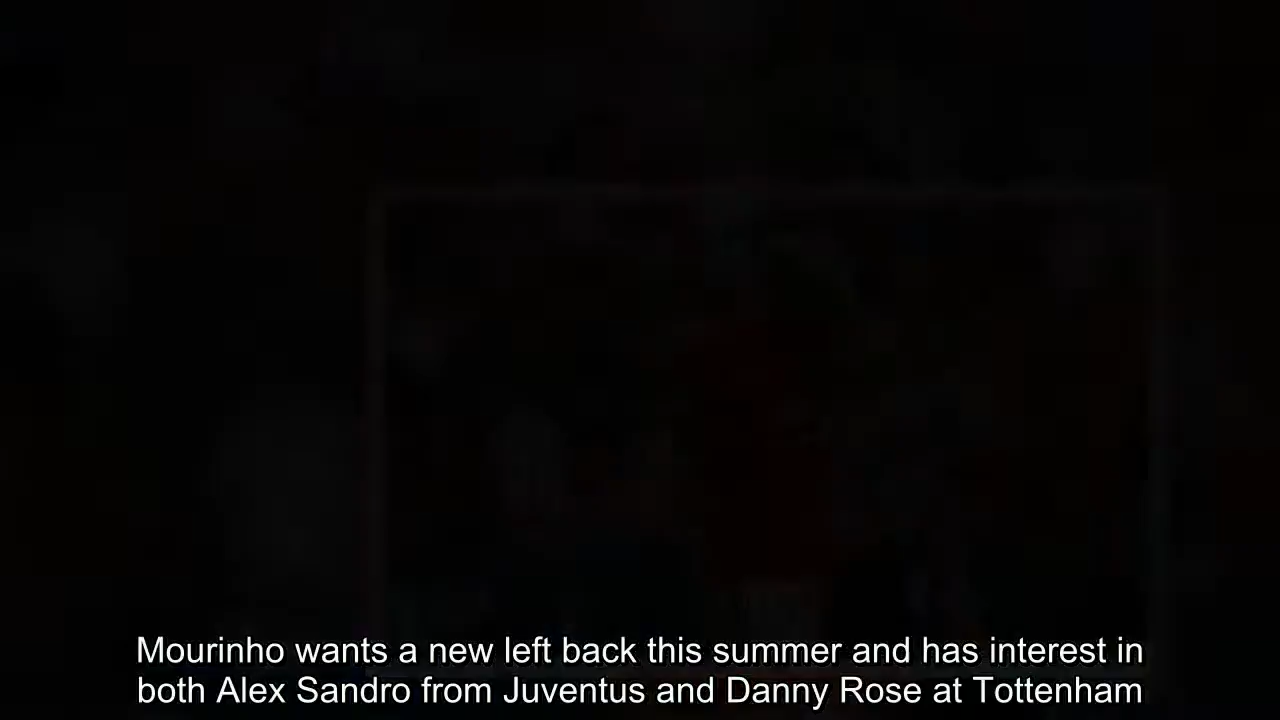 Mourinho wants a new left back this summer and has interest in
both Alex Sandro from Juventus and Danny Rose at Tottenham